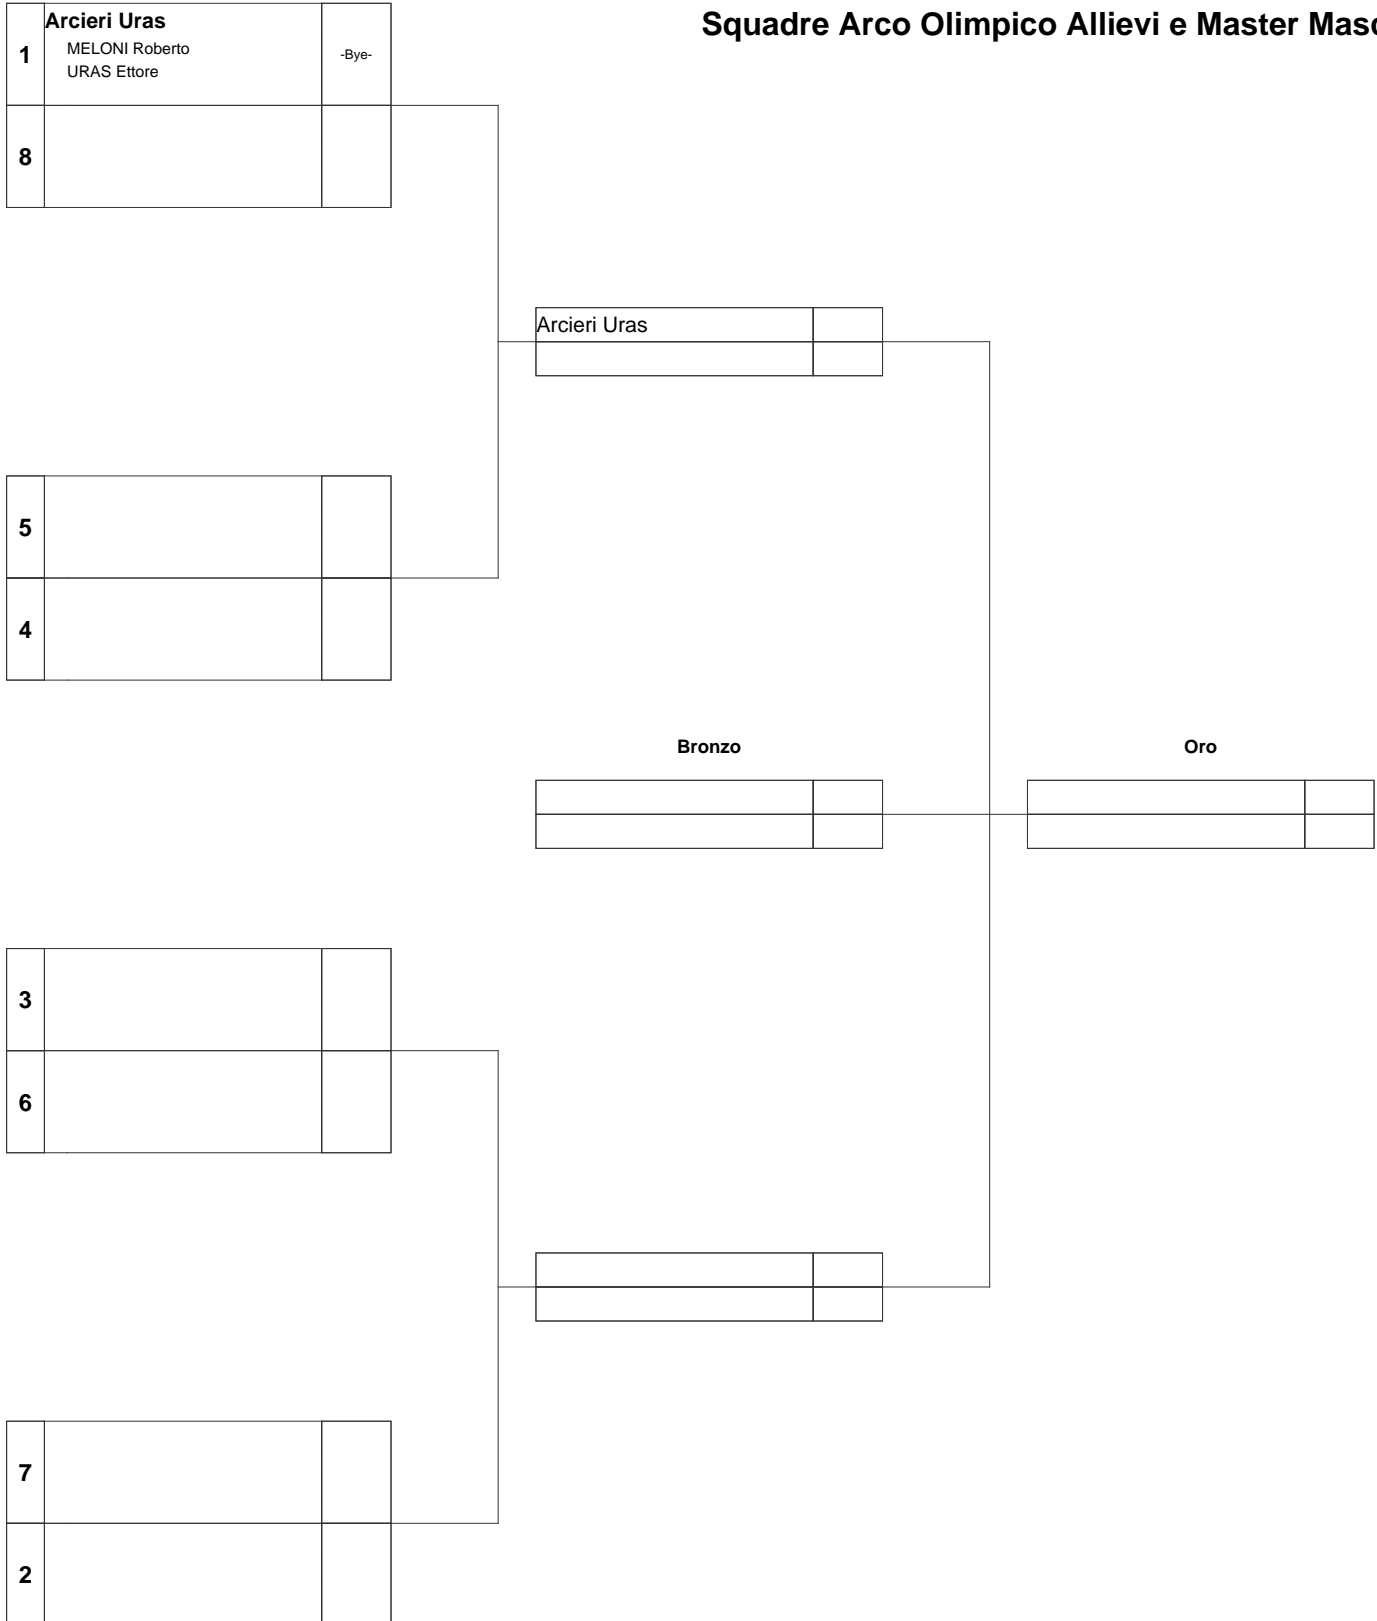 Squadre Arco Olimpico Allievi e Master
Arcieri Uras
1
MELONI Roberto
URAS Ettore
-Bye-
8
Arcieri Uras
5
4
Bronzo
Oro
3
6
7
2